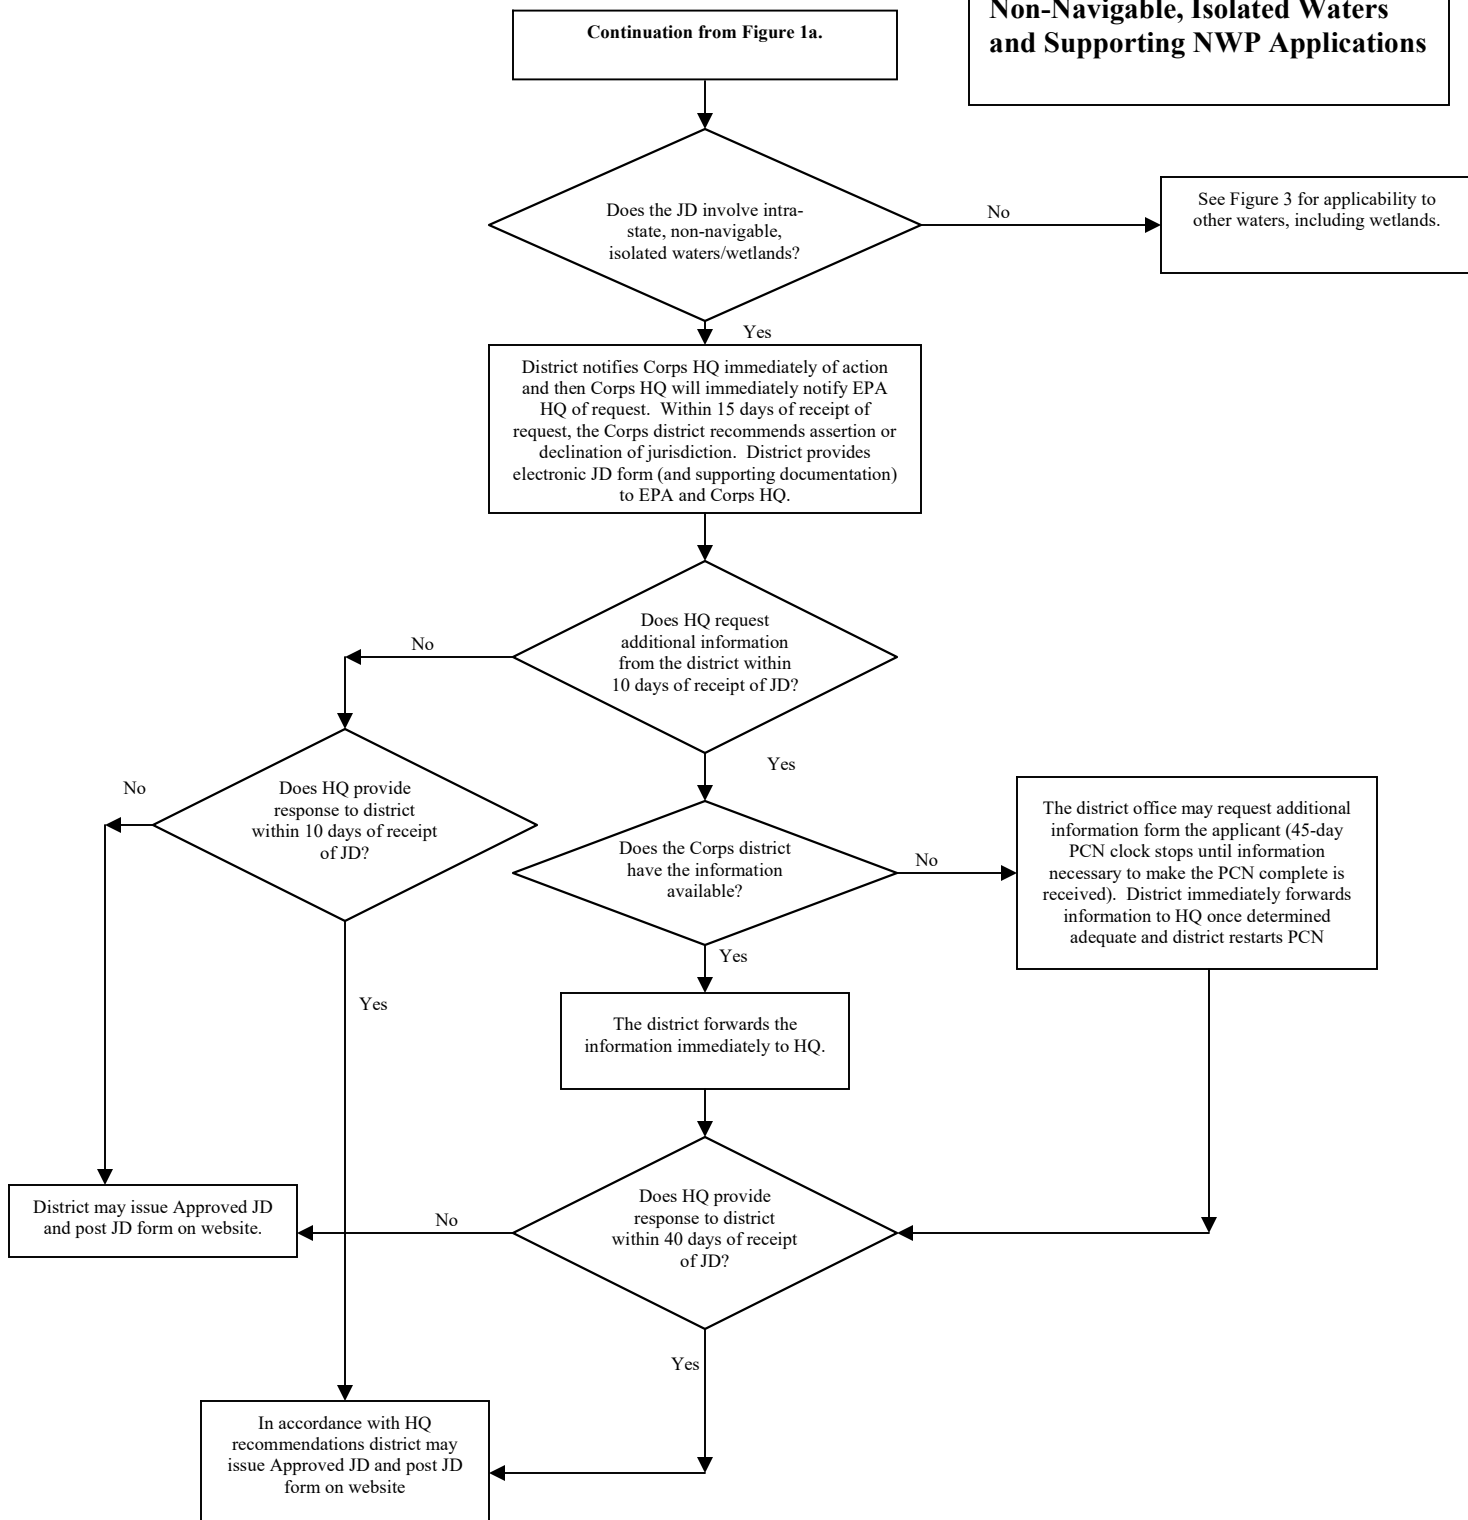 Non-Navigable, Isolated Waters
and Supporting NWP Applications
Continuation from Figure 1a.
Does the JD involve intra-
state, non-navigable,
isolated waters/wetlands?
No
See Figure 3 for applicability to
other waters, including wetlands.
Yes
District notifies Corps HQ immediately of action
and then Corps HQ will immediately notify EPA
HQ of request.  Within 15 days of receipt of
request, the Corps district recommends assertion or
declination of jurisdiction.  District provides
electronic JD form (and supporting documentation)
to EPA and Corps HQ.
Does HQ request
additional information
from the district within
10 days of receipt of JD?
No
Yes
Does HQ provide
response to district
within 10 days of receipt
of JD?
No
Yes
Does the Corps district
have the information
available?
No
The district office may request additional
information form the applicant (45-day
PCN clock stops until information
necessary to make the PCN complete is
received).  District immediately forwards
information to HQ once determined
adequate and district restarts PCN
Yes
The district forwards the
information immediately to HQ.
Does HQ provide
response to district
within 40 days of receipt
of JD?
No
District may issue Approved JD
and post JD form on website.
Yes
In accordance with HQ
recommendations district may
issue Approved JD and post JD
form on website